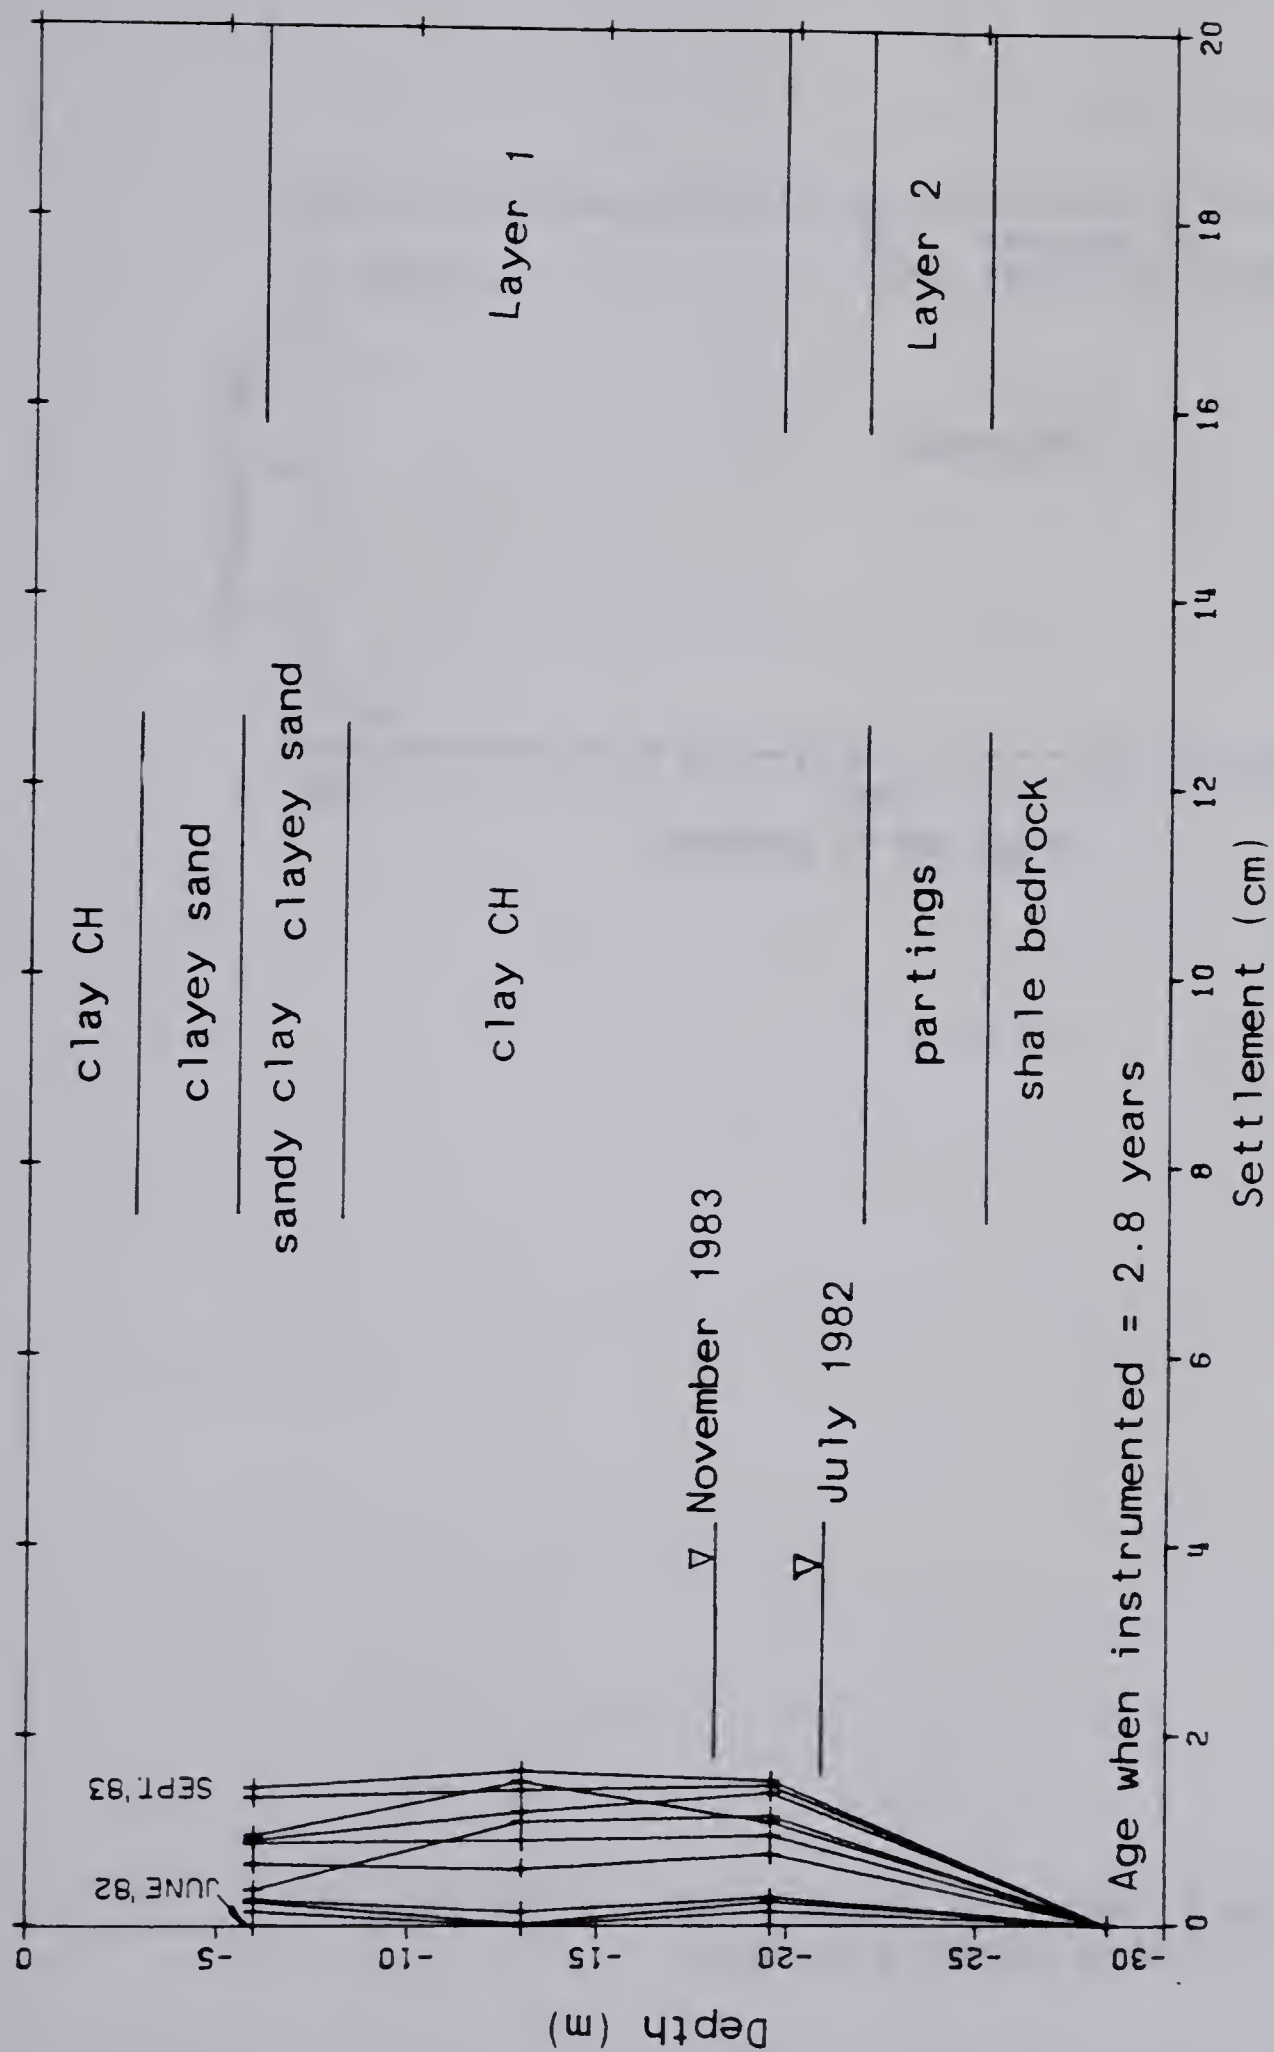 0
-5
-10
-15
-20
-25
-30
Depth (m)
SEPT.'83
JUNE '82
clay CH
clayey sand
sandy clay clayey sand
clay CH
partings
shale bedrock
Layer 1
Layer 2
November 1983
July 1982
Age when instrumented = 2.8 years
0 2 4 6 8 10 12 14 16 18 20
Settlement (cm)